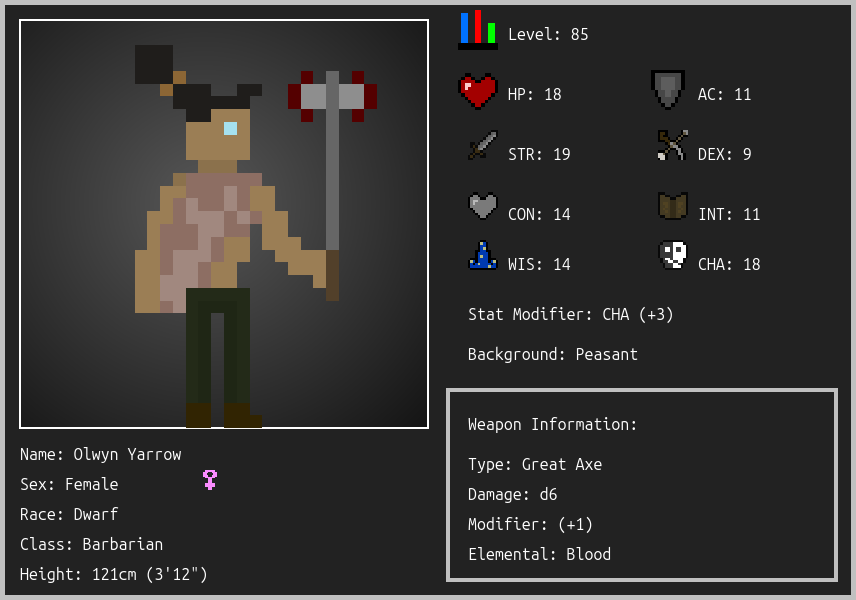 Level: 85
HP: 18
AC: 11
STR: 19
DEX: 9
CON: 14
INT: 11
WIS: 14
CHA: 18
Stat Modifier: CHA (+3)
Background: Peasant
Weapon Information:
Type: Great Axe
Damage: d6
Modifier: (+1)
Elemental: Blood
Name: Olwyn Yarrow
Sex: Female
Race: Dwarf
Class: Barbarian
Height: 121cm (3'12")